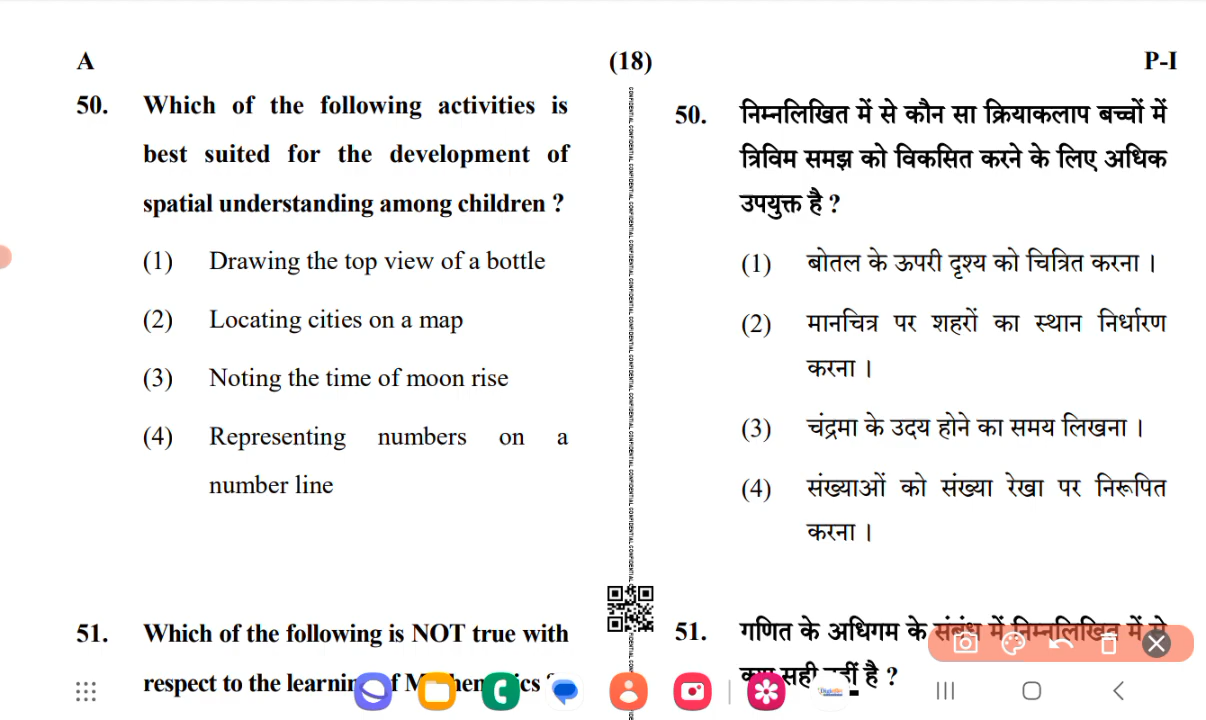 A
(18)
P-I
50. Which of the following activities is
best suited for the development of
spatial understanding among children ?
(1) Drawing the top view of a bottle
(2) Locating cities on a map
(3) Noting the time of moon rise
(4) Representing numbers on a
number line
51. Which of the following is NOT true with
respect to the
50. निम्नलिखित में से कौन सा क्रियाकलाप बच्चों में
त्रिविम समझ को विकसित करने के लिए अधिक
उपयुक्त है ?
(1) बोतल के ऊपरी दृश्य को चित्रित करना ।
(2) मानचित्र पर शहरों का स्थान निर्धारण
करना ।
(3) चंद्रमा के उदय होने का समय लिखना ।
(4) संख्याओं को संख्या रेखा पर निरूपित
करना ।
51. गणित के अधिगम के संबंध में निम्नलिखित में से
सही है ?